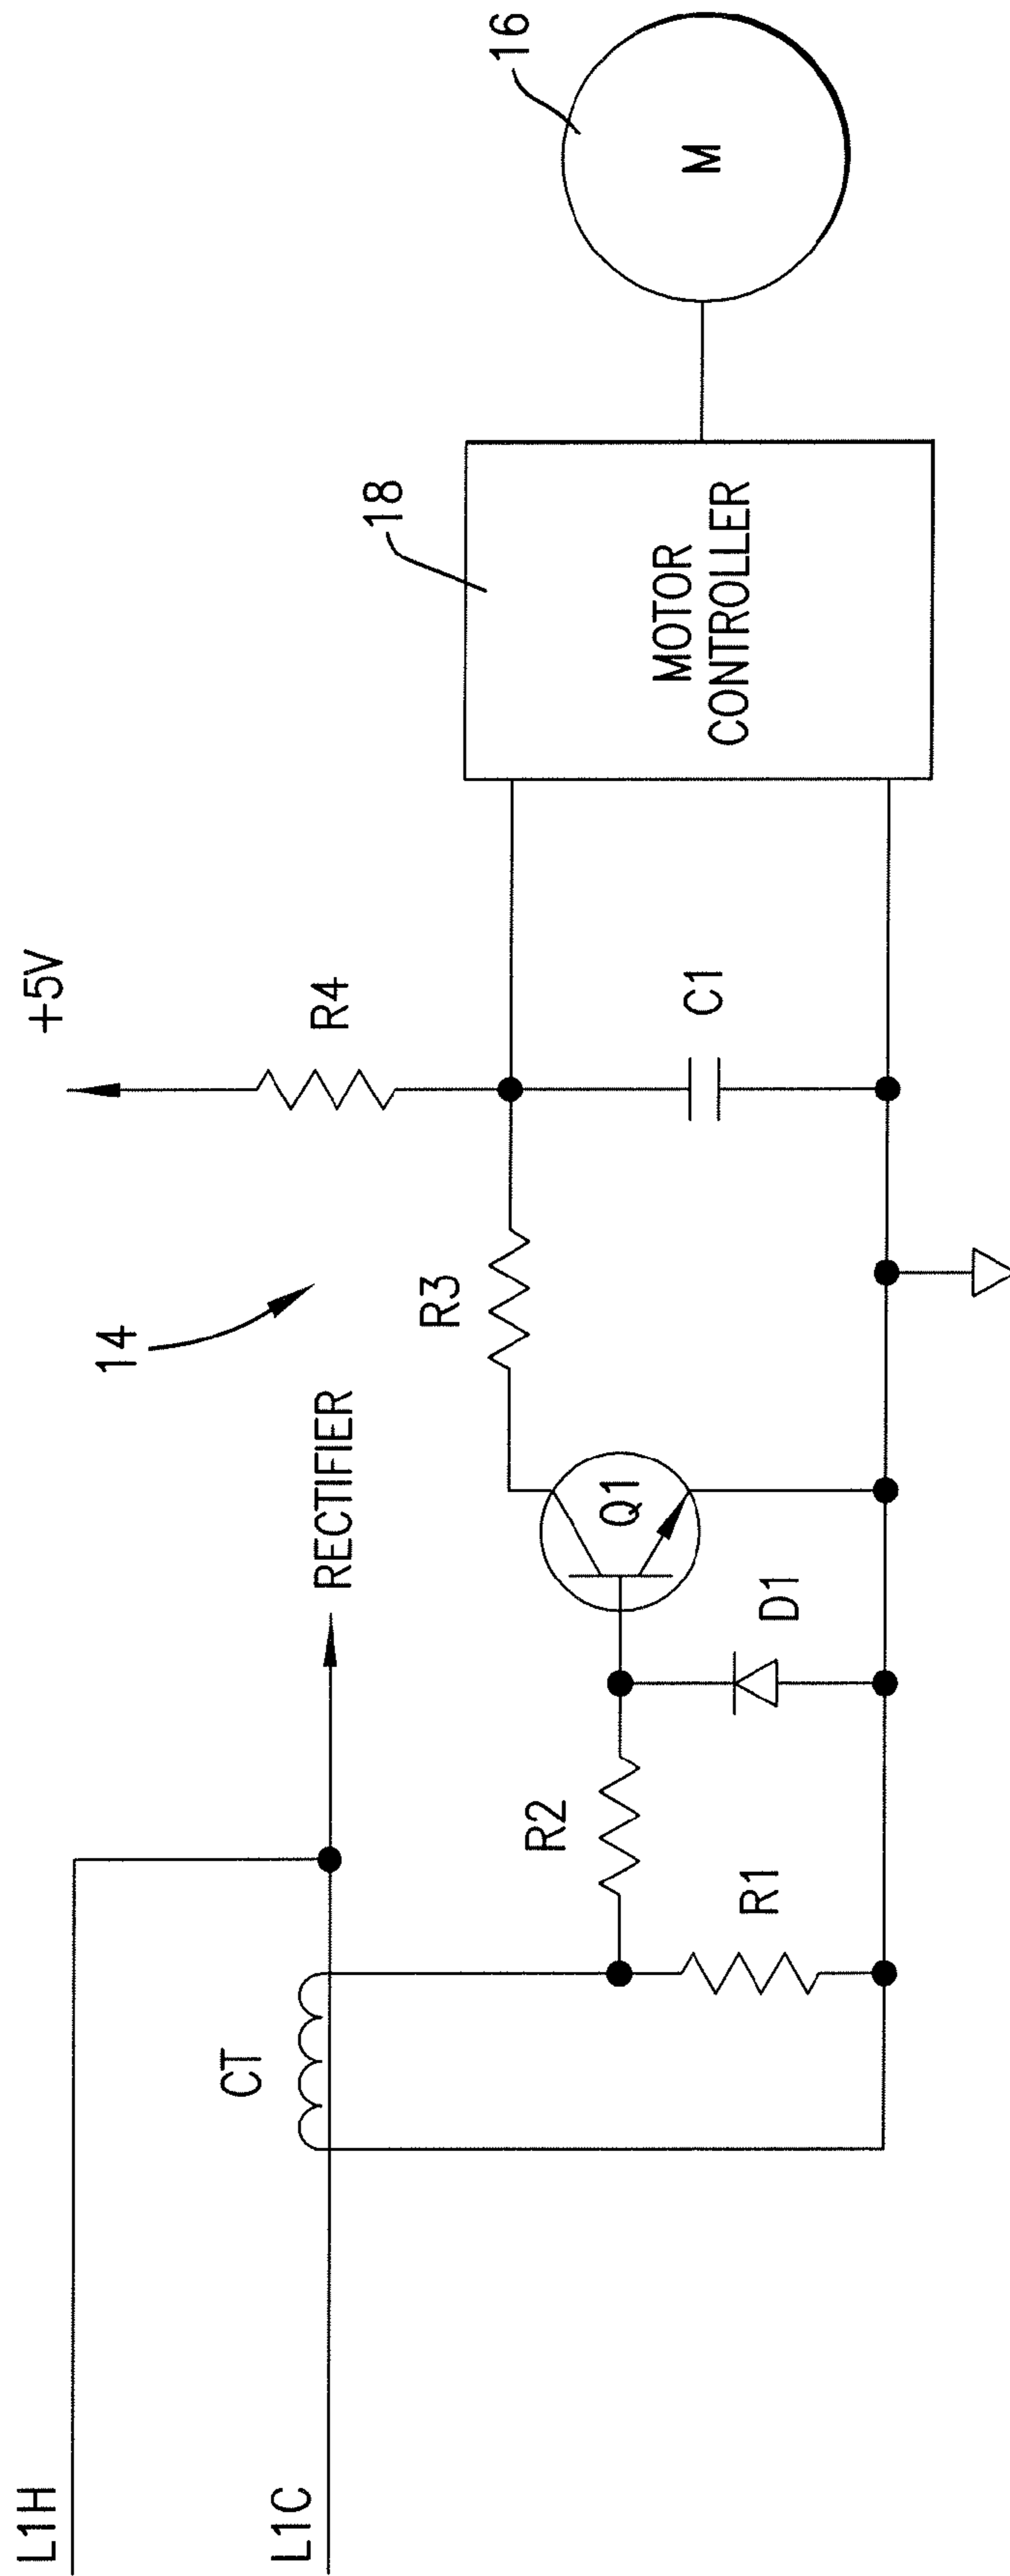 L1H
L1C
CT
RECTIFIER
14
+5V
R4
R3
R2
R1
Q1
D1
C1
18
MOTOR
CONTROLLER
16
M